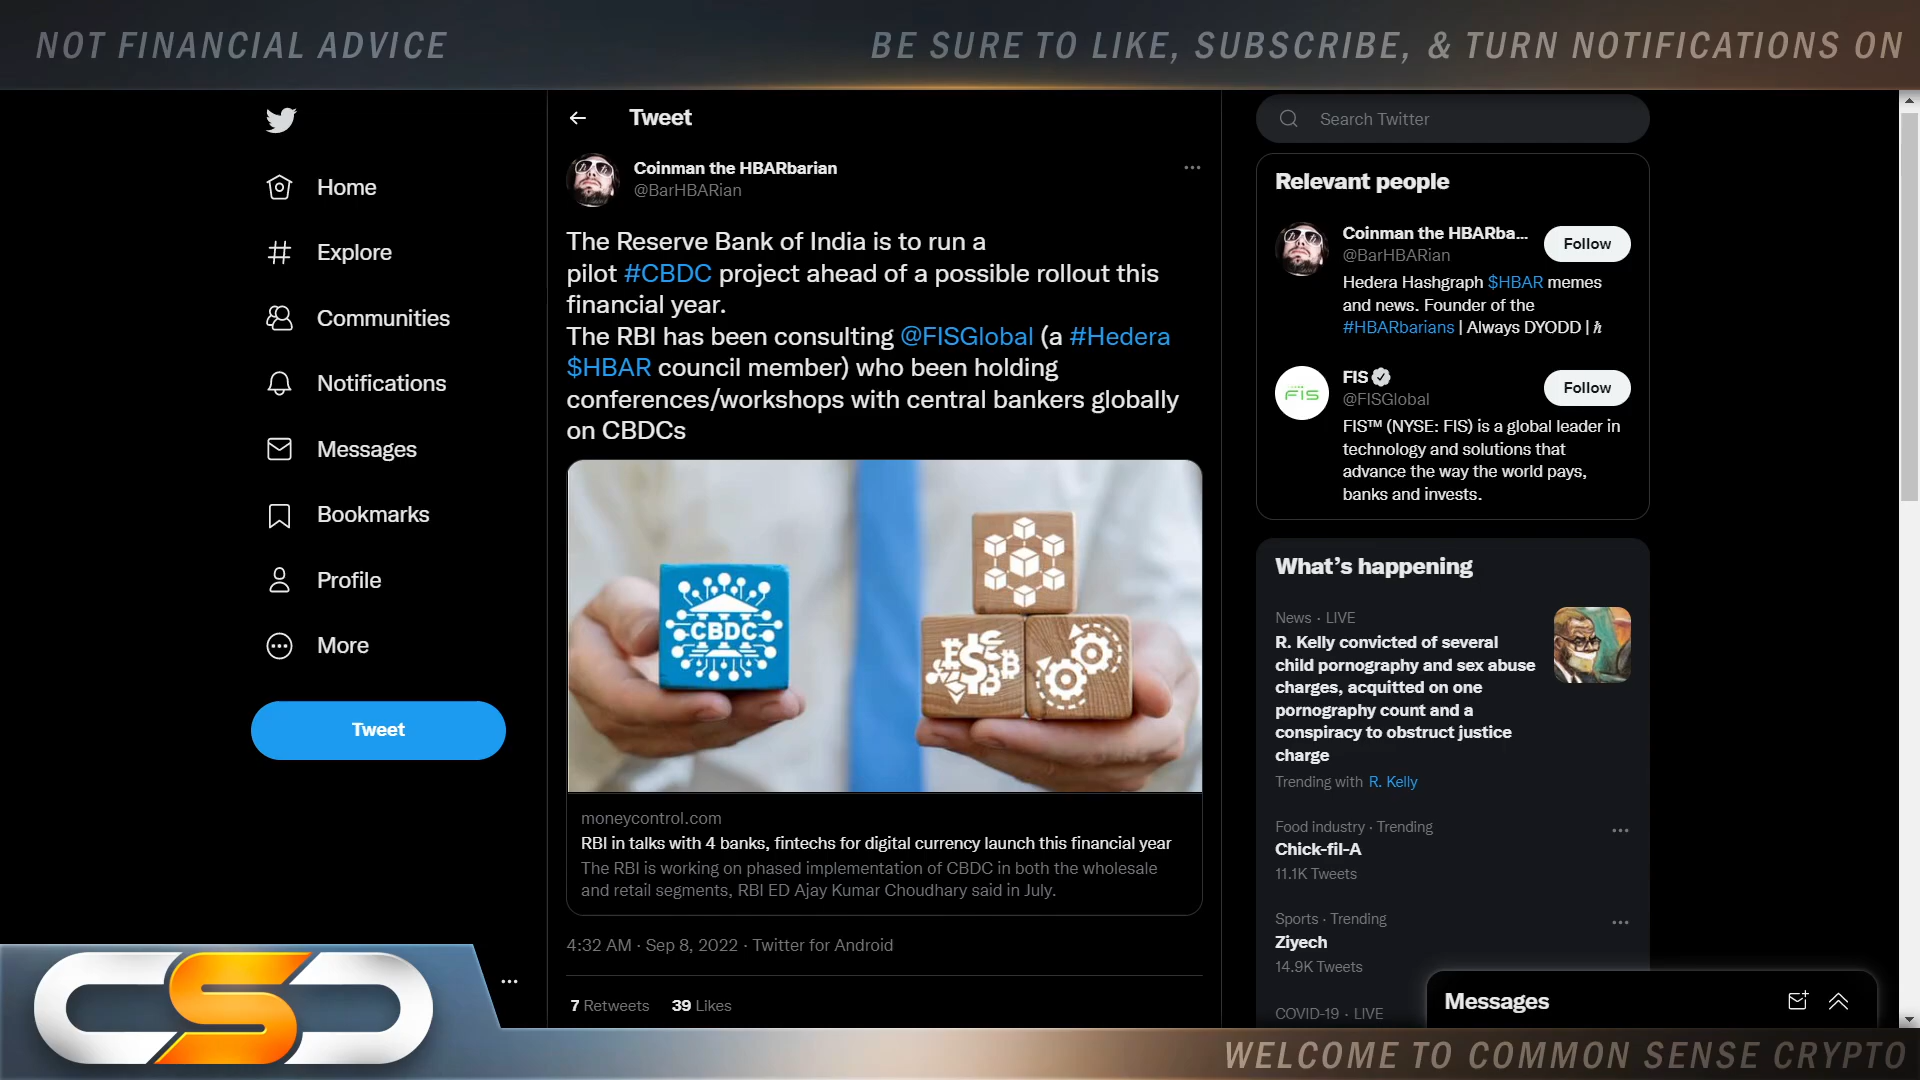 NOT FINANCIAL ADVICE
BE SURE TO LIKE, SUBSCRIBE, & TURN NOTIFICATIONS ON
Home
Explore
Communities
Notifications
Messages
Bookmarks
Profile
More
Tweet
Tweet
Coinman the HBARbarian
@BarHBARian
The Reserve Bank of India is to run a
pilot #CBDC project ahead of a possible rollout this
financial year.
The RBI has been consulting @FISGlobal (a #Hedera
$HBAR council member) who been holding
conferences/workshops with central bankers globally
on CBDCs
CBDC
moneycontrol.com
RBI in talks with 4 banks, fintechs for digital currency launch this financial year
The RBI is working on phased implementation of CBDC in both the wholesale
and retail segments, RBI ED Ajay Kumar Choudhary said in July.
4:32 AM · Sep 8, 2022 · Twitter for Android
7 Retweets 39 Likes
Search Twitter
Relevant people
Coinman the HBARba...
@BarHBARian
Follow
Hedera Hashgraph $HBAR memes
and news. Founder of the
#HBARbarians | Always DYODD | ℏ
FIS
@FISGlobal
Follow
fis
FIS™ (NYSE: FIS) is a global leader in
technology and solutions that
advance the way the world pays,
banks and invests.
What's happening
News · LIVE
R. Kelly convicted of several
child pornography and sex abuse
charges, acquitted on one
pornography count and a
conspiracy to obstruct justice
charge
Trending with R. Kelly
Food industry · Trending
Chick-fil-A
11.1K Tweets
Sports · Trending
Ziyech
14.9K Tweets
COVID-19 · LIVE
Messages
CSC
WELCOME TO COMMON SENSE CRYPTO